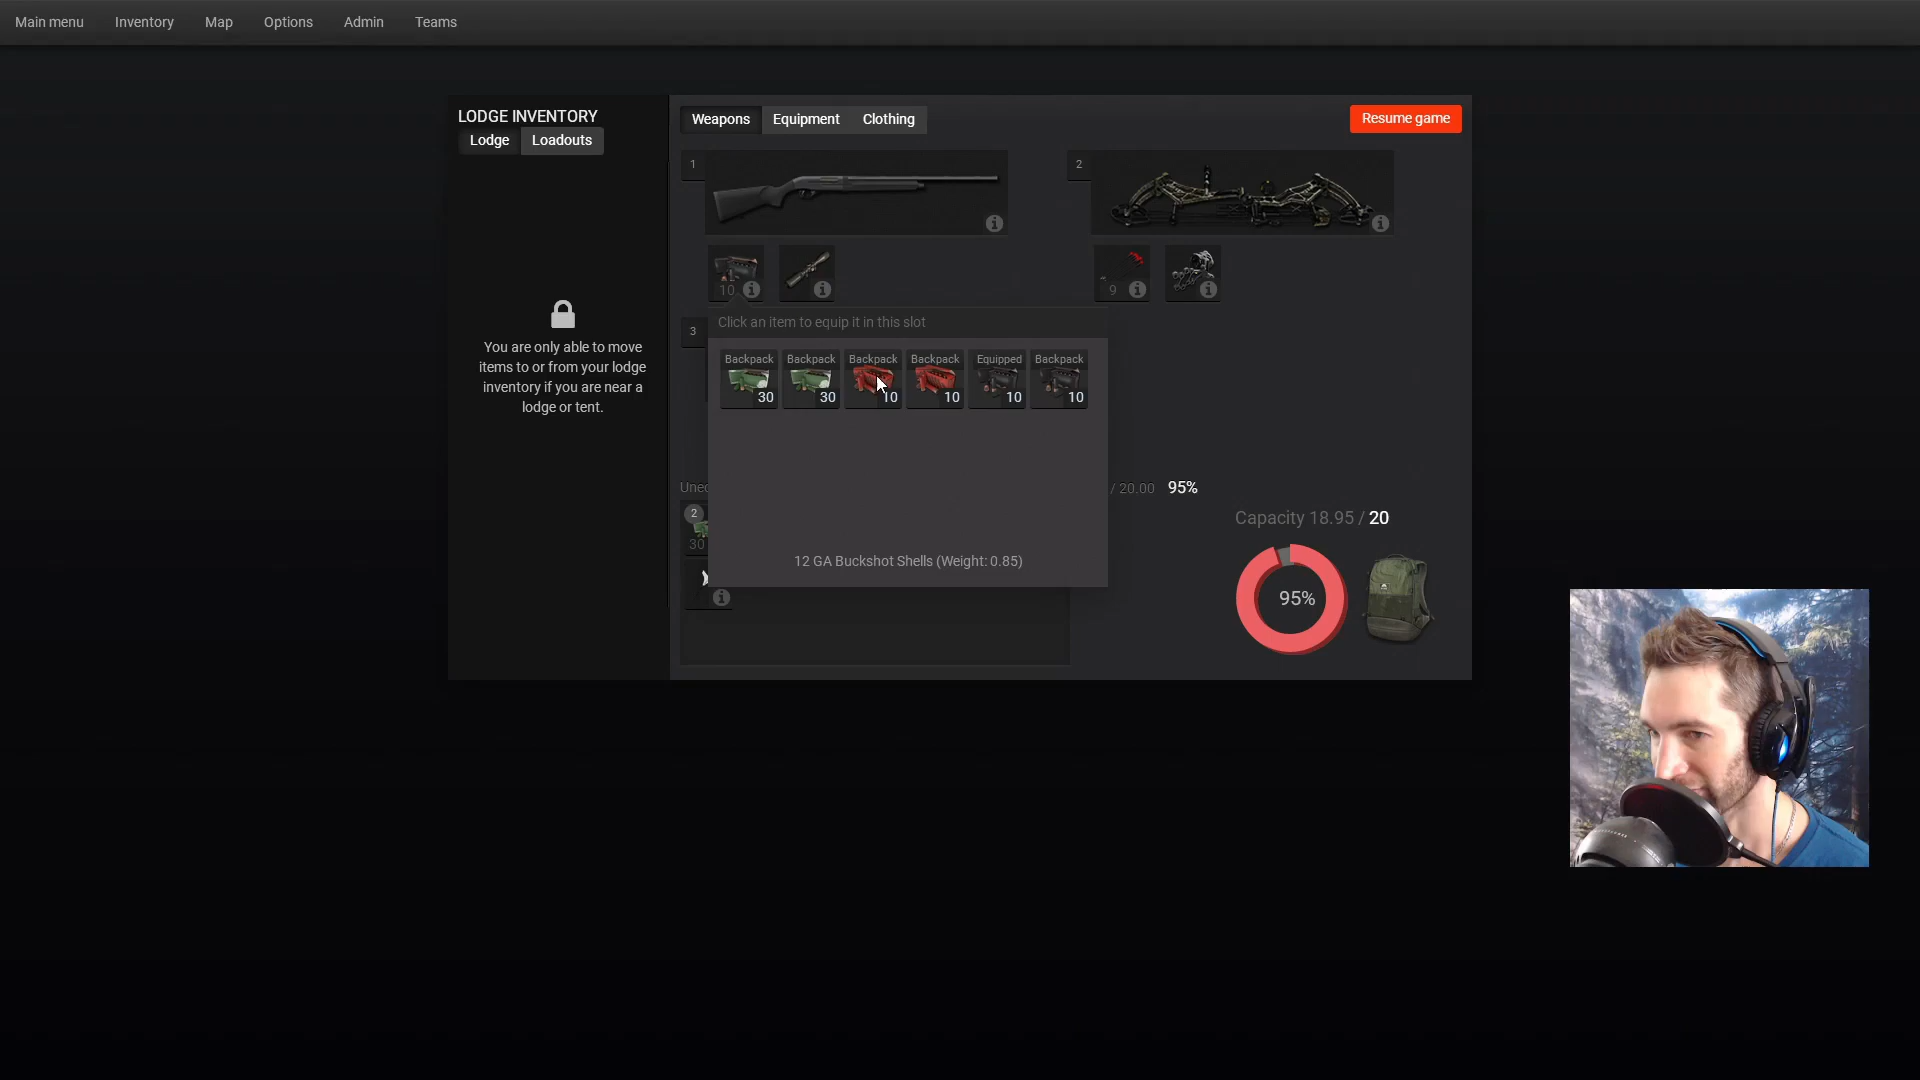 Main menu Inventory Map Options Admin Teams
LODGE INVENTORY
Lodge Loadouts
You are only able to move
items to or from your lodge
inventory if you are near a
lodge or tent.
Weapons Equipment Clothing
Resume game
1
2
10
9
3
Click an item to equip it in this slot
Backpack Backpack Backpack Backpack Equipped Backpack
30 30 10 10 10 10
/ 20.00 95%
2
30
12 GA Buckshot Shells (Weight: 0.85)
Capacity 18.95 / 20
95%